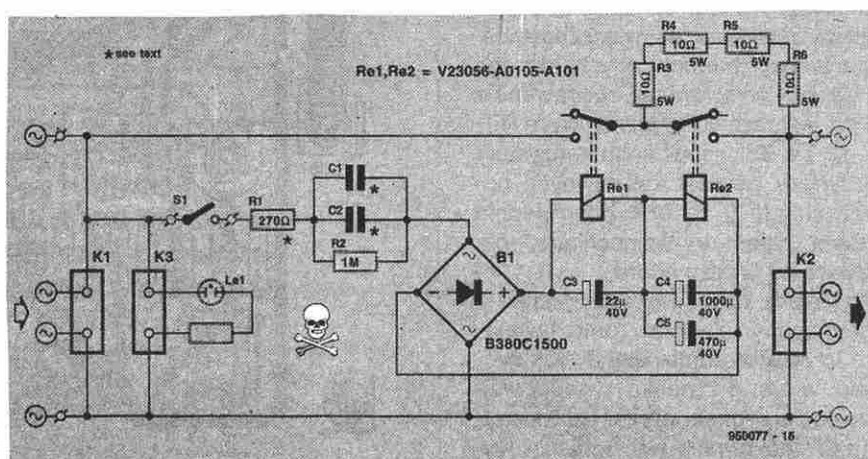 *see text
Re1,Re2 = V23056-A0105-A101
R4
10Ω
5W
R5
10Ω
5W
R3
10Ω
5W
R6
10Ω
5W
S1
R1
270Ω
*
C1
*
C2
*
R2
1M
Re1
Re2
K1
K3
La1
B1
B380C1500
C3
22µ
40V
C4
1000µ
40V
C5
470µ
40V
K2
950077 - 15